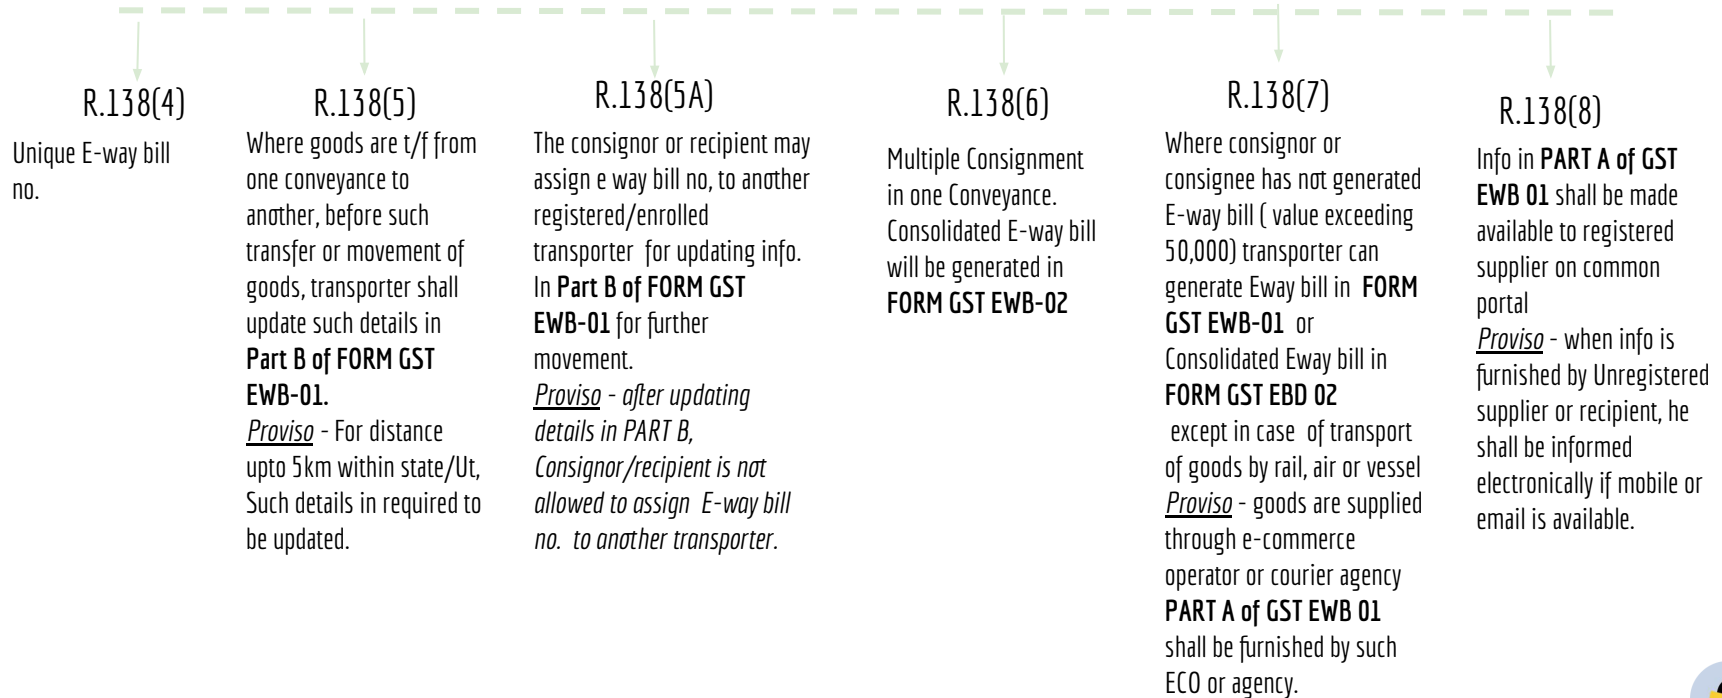 R.138(4)
Unique E-way bill
no.
R.138(5)
Where goods are t/f from
one conveyance to
another, before such
transfer or movement of
goods, transporter shall
update such details in
Part B of FORM GST
EWB-01.
Proviso - For distance
upto 5km within state/Ut,
Such details in required to
be updated.
R.138(5A)
The consignor or recipient may
assign e way bill no, to another
registered/enrolled
transporter for updating info.
In Part B of FORM GST
EWB-01 for further
movement.
Proviso - after updating
details in PART B,
Consignor/recipient is not
allowed to assign E-way bill
no. to another transporter.
R.138(6)
Multiple Consignment
in one Conveyance.
Consolidated E-way bill
will be generated in
FORM GST EWB-02
R.138(7)
Where consignor or
consignee has not generated
E-way bill ( value exceeding
50,000) transporter can
generate Eway bill in FORM
GST EWB-01 or
Consolidated Eway bill in
FORM GST EBD 02
except in case of transport
of goods by rail, air or vessel
Proviso - goods are supplied
through e-commerce
operator or courier agency
PART A of GST EWB 01
shall be furnished by such
ECO or agency.
R.138(8)
Info in PART A of GST
EWB 01 shall be made
available to registered
supplier on common
portal
Proviso - when info is
furnished by Unregistered
supplier or recipient, he
shall be informed
electronically if mobile or
email is available.